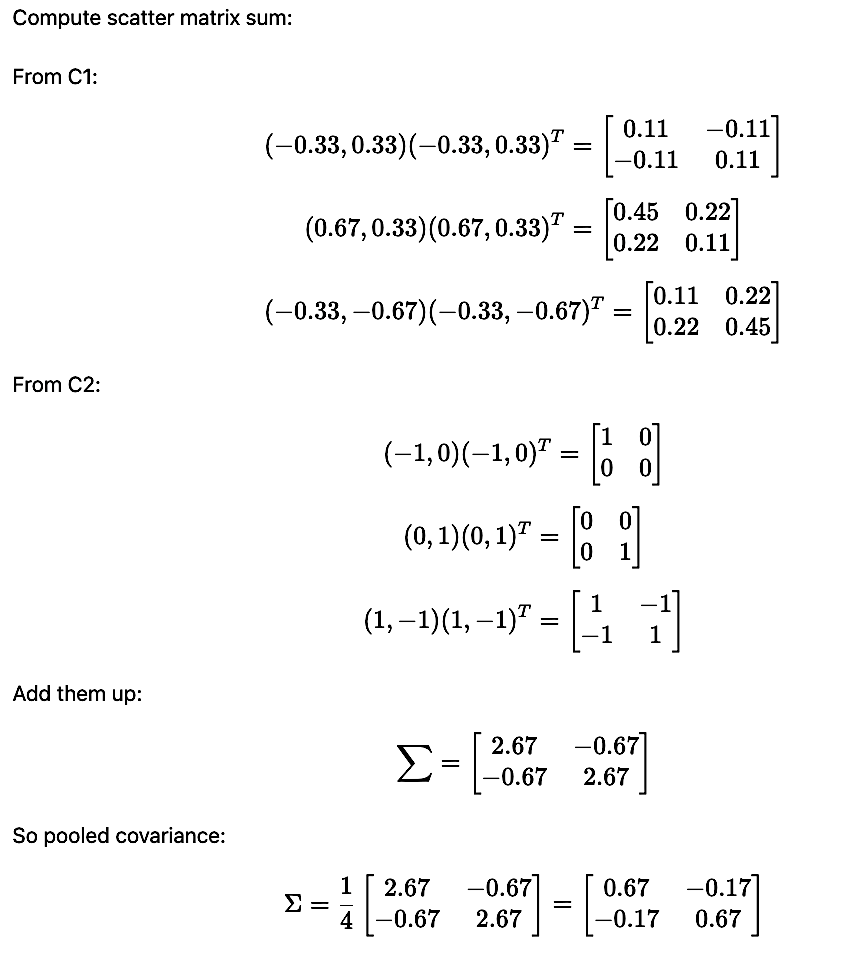 Compute scatter matrix sum:
From C1:
$(-0.33, 0.33)(-0.33, 0.33)^T = \begin{bmatrix} 0.11 & -0.11 \\ -0.11 & 0.11 \end{bmatrix}$
$(0.67, 0.33)(0.67, 0.33)^T = \begin{bmatrix} 0.45 & 0.22 \\ 0.22 & 0.11 \end{bmatrix}$
$(-0.33, -0.67)(-0.33, -0.67)^T = \begin{bmatrix} 0.11 & 0.22 \\ 0.22 & 0.45 \end{bmatrix}$
From C2:
$(-1, 0)(-1, 0)^T = \begin{bmatrix} 1 & 0 \\ 0 & 0 \end{bmatrix}$
$(0, 1)(0, 1)^T = \begin{bmatrix} 0 & 0 \\ 0 & 1 \end{bmatrix}$
$(1, -1)(1, -1)^T = \begin{bmatrix} 1 & -1 \\ -1 & 1 \end{bmatrix}$
Add them up:
$\sum = \begin{bmatrix} 2.67 & -0.67 \\ -0.67 & 2.67 \end{bmatrix}$
So pooled covariance:
$\Sigma = \frac{1}{4} \begin{bmatrix} 2.67 & -0.67 \\ -0.67 & 2.67 \end{bmatrix} = \begin{bmatrix} 0.67 & -0.17 \\ -0.17 & 0.67 \end{bmatrix}$